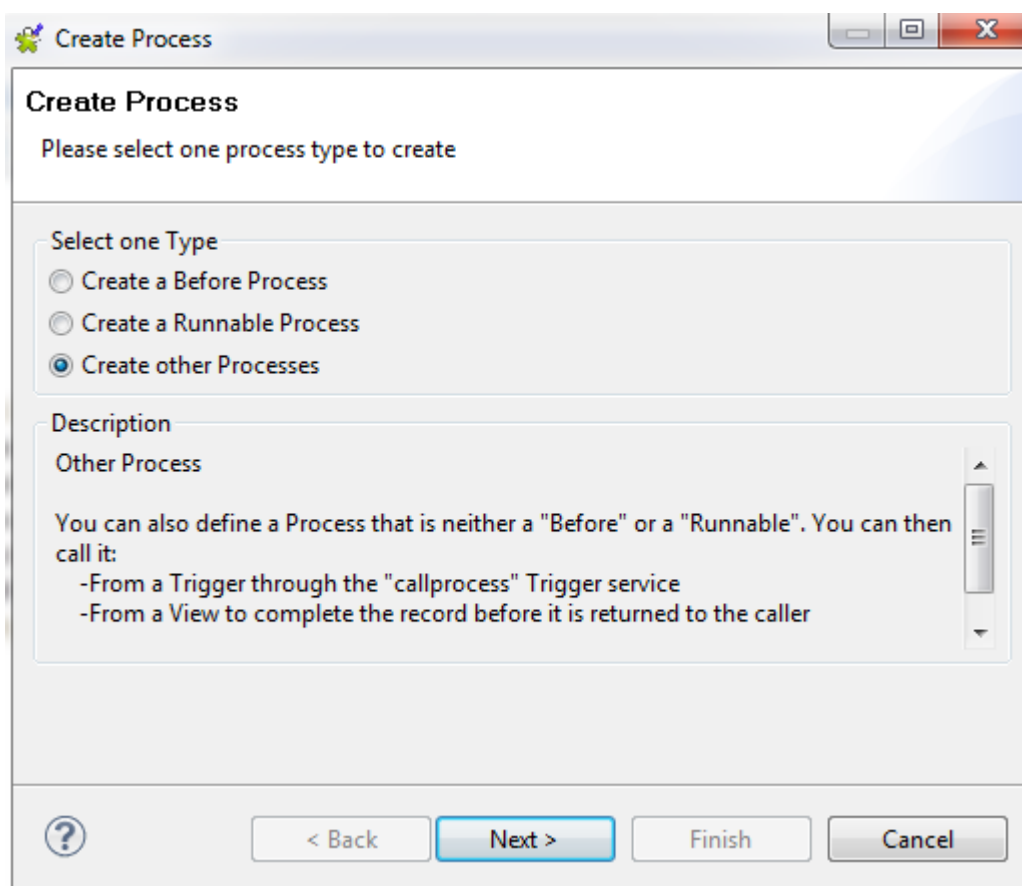 Create Process
Create Process
Please select one process type to create
Select one Type
Create a Before Process
Create a Runnable Process
Create other Processes
Description
Other Process
You can also define a Process that is neither a "Before" or a "Runnable". You can then
call it:
-From a Trigger through the "callprocess" Trigger service
-From a View to complete the record before it is returned to the caller
< Back
Next >
Finish
Cancel